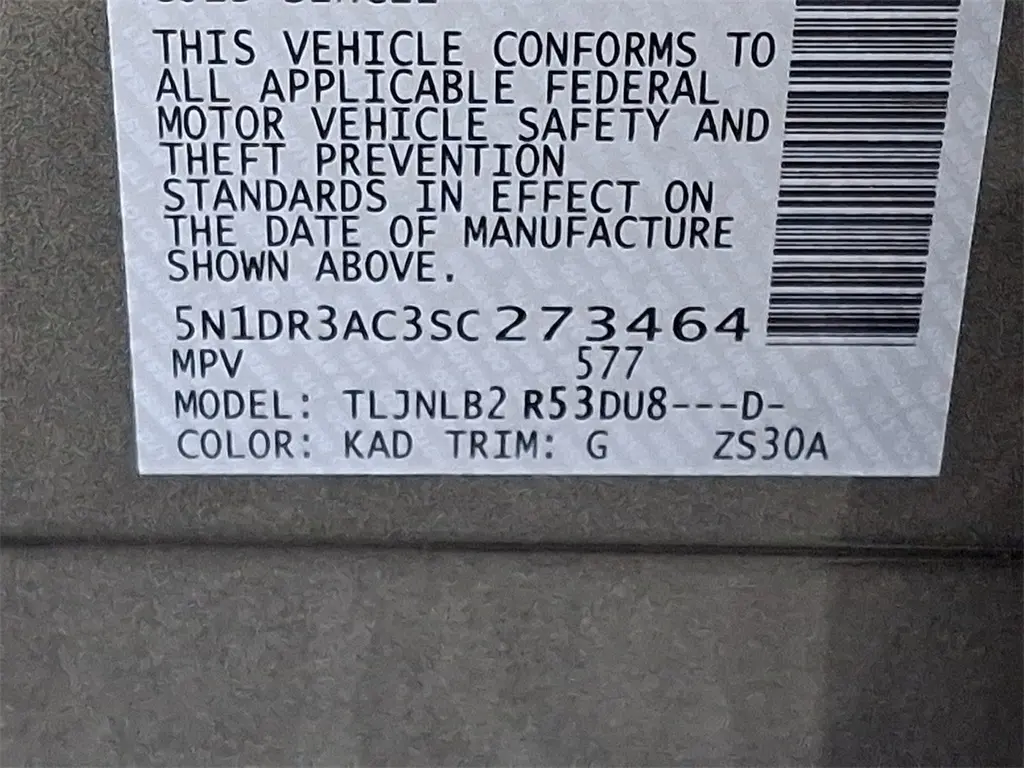 THIS VEHICLE CONFORMS TO
ALL APPLICABLE FEDERAL
MOTOR VEHICLE SAFETY AND
THEFT PREVENTION
STANDARDS IN EFFECT ON
THE DATE OF MANUFACTURE
SHOWN ABOVE.
5N1DR3AC3SC273464
MPV 577
MODEL: TLJNLB2 R53DU8---D-
COLOR: KAD TRIM: G ZS30A